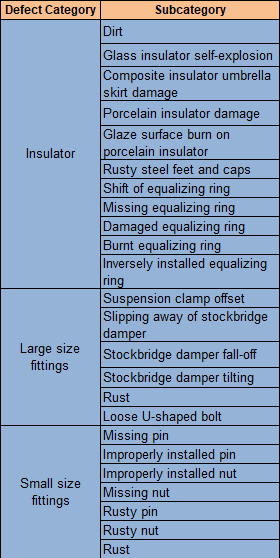 Defect Category Subcategory
Insulator
Dirt
Glass insulator self-explosion
Composite insulator umbrella
skirt damage
Porcelain insulator damage
Glaze surface burn on
porcelain insulator
Rusty steel feet and caps
Shift of equalizing ring
Missing equalizing ring
Damaged equalizing ring
Burnt equalizing ring
Inversely installed equalizing
ring
Large size
fittings
Suspension clamp offset
Slipping away of stockbridge
damper
Stockbridge damper fall-off
Stockbridge damper tilting
Rust
Loose U-shaped bolt
Small size
fittings
Missing pin
Improperly installed pin
Improperly installed nut
Missing nut
Rusty pin
Rusty nut
Rust